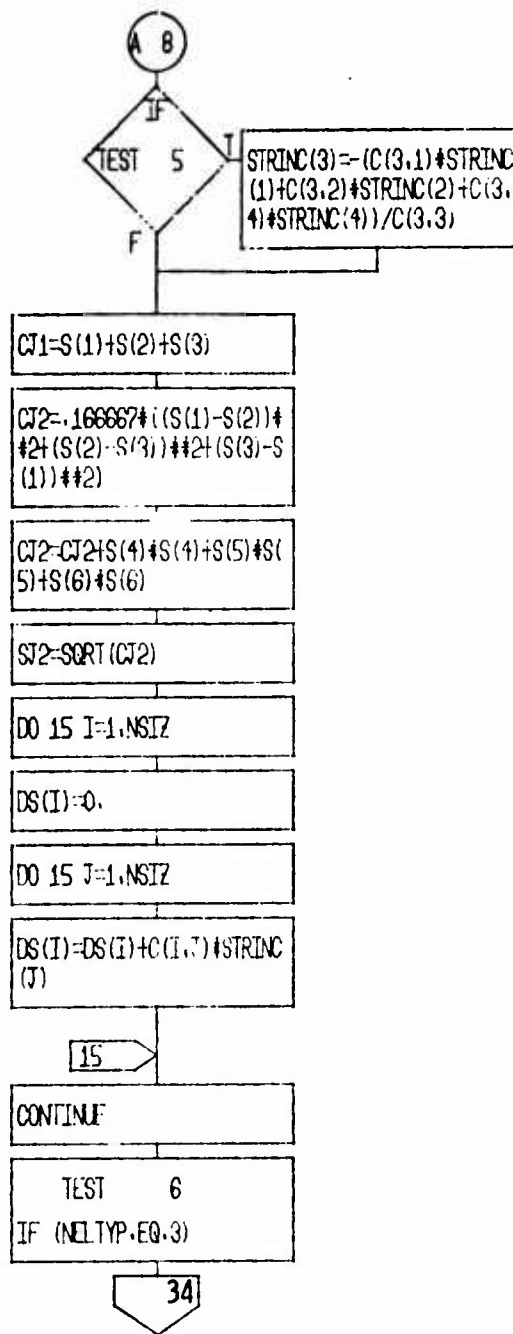 A 8
IF
TEST 5
T
STRINC(3)=-(C(3,1)*STRINC
(1)+C(3,2)*STRINC(2)+C(3,
4)*STRINC(4))/C(3,3)
F
CJ1=S(1)+S(2)+S(3)
CJ2=.166667*((S(1)-S(2))*
*2+(S(2)-S(3))**2+(S(3)-S
(1))**2)
CJ2=CJ2+S(4)*S(4)+S(5)*S(
5)+S(6)*S(6)
SJ2=SQRT(CJ2)
DO 15 I=1,NSIZ
DS(I)=0.
DO 15 J=1,NSIZ
DS(I)=DS(I)+C(I,J)*STRINC
(J)
15
CONTINUE
TEST 6
IF (NELTYP.EQ.3)
34